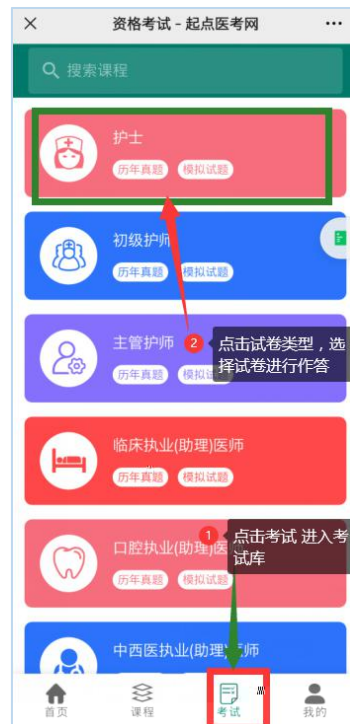 资格考试 - 起点医考网
搜索课程
护士
历年真题 模拟试题
初级护师
历年真题 模拟试题
主管护师
2 点击试卷类型，选
择试卷进行作答
历年真题 模拟试
临床执业(助理)医师
历年真题 模拟试题
1 点击考试 进入考
试库
口腔执业(助理)医
历年真题 模拟试题
中西医执业(助理)医师
首页 课程 考试 我的